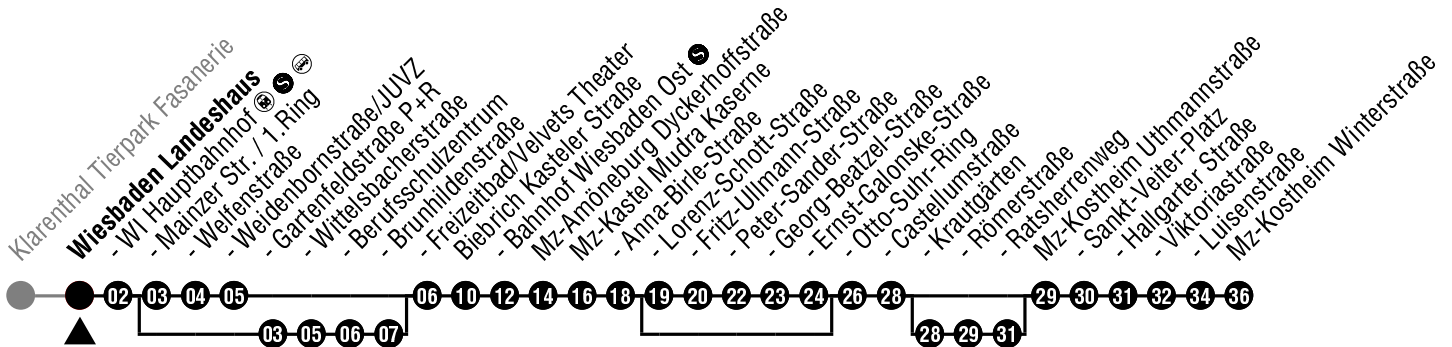 Klarenthal Tierpark Fasanerie
Wiesbaden Landeshaus
- WI Hauptbahnhof S
- Mainzer Str. / 1.Ring
- Welfenstraße
- Weidenbornstraße/JUVZ
- Gartenfeldstraße P+R
- Wittelsbacherstraße
- Berufsschulzentrum
- Brunhildenstraße
- Freizeitbad/Velvets Theater
Biebrich Kasteler Straße
- Bahnhof Wiesbaden Ost S
Mz-Amöneburg Dyckerhoffstraße
Mz-Kastel Mudra Kaserne
- Anna-Birle-Straße
- Lorenz-Schott-Straße
- Fritz-Ullmann-Straße
- Peter-Sander-Straße
- Georg-Beatzel-Straße
- Ernst-Galonske-Straße
- Otto-Suhr-Ring
- Castellumstraße
- Krautgärten
- Römerstraße
- Ratsherrenweg
Mz-Kostheim Uthmannstraße
- Sankt-Veiter-Platz
- Hallgarter Straße
- Viktoriastraße
- Luisenstraße
Mz-Kostheim Winterstraße
02 03 04 05 06 10 12 14 16 18 19 20 22 23 24 26 28 29 30 31 32 34 36
03 05 06 07 28 29 31